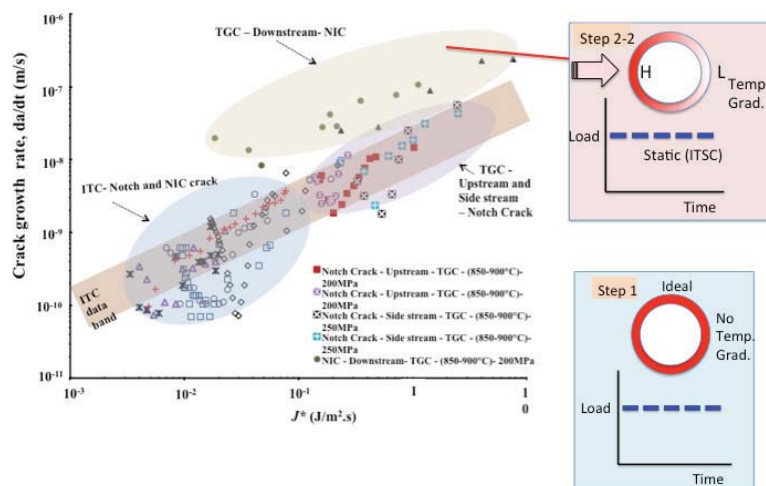 10⁻⁶
10⁻⁷
10⁻⁸
10⁻⁹
10⁻¹⁰
10⁻¹¹
Crack growth rate, da/dt (m/s)
TGC – Downstream- NIC
ITC- Notch and NIC crack
TGC -
Upstream and
Side stream
– Notch Crack
ITC
data
band
Notch Crack - Upstream - TGC - (850-900°C)-
200MPa
Notch Crack - Upstream - TGC - (850-900°C)-
200MPa
Notch Crack - Side stream - TGC - (850-900°C)-
250MPa
Notch Crack - Side stream - TGC - (850-900°C)-
250MPa
NIC - Downstream-TGC - (850-900°C)- 200MPa
10⁻³
10⁻²
10⁻¹
1
1
0
J* (J/m².s)
Step 2-2
H
L
Temp.
Grad.
Load
Static (ITSC)
Time
Step 1
Ideal
No
Temp.
Grad.
Load
Time